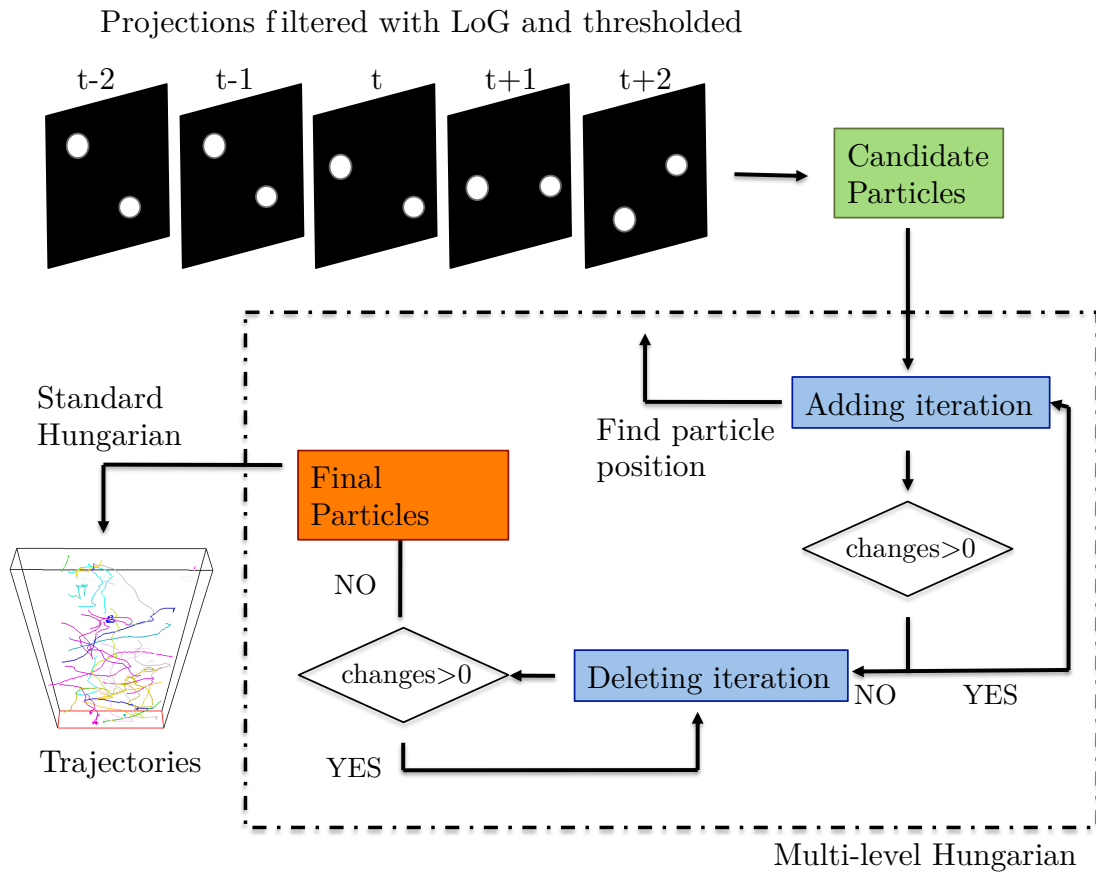 Projections filtered with LoG and thresholded
t-2
t-1
t
t+1
t+2
Candidate
Particles
Adding iteration
Find particle
position
Standard
Hungarian
Final
Particles
changes>0
NO
changes>0
Deleting iteration
NO
YES
YES
Trajectories
Multi-level Hungarian